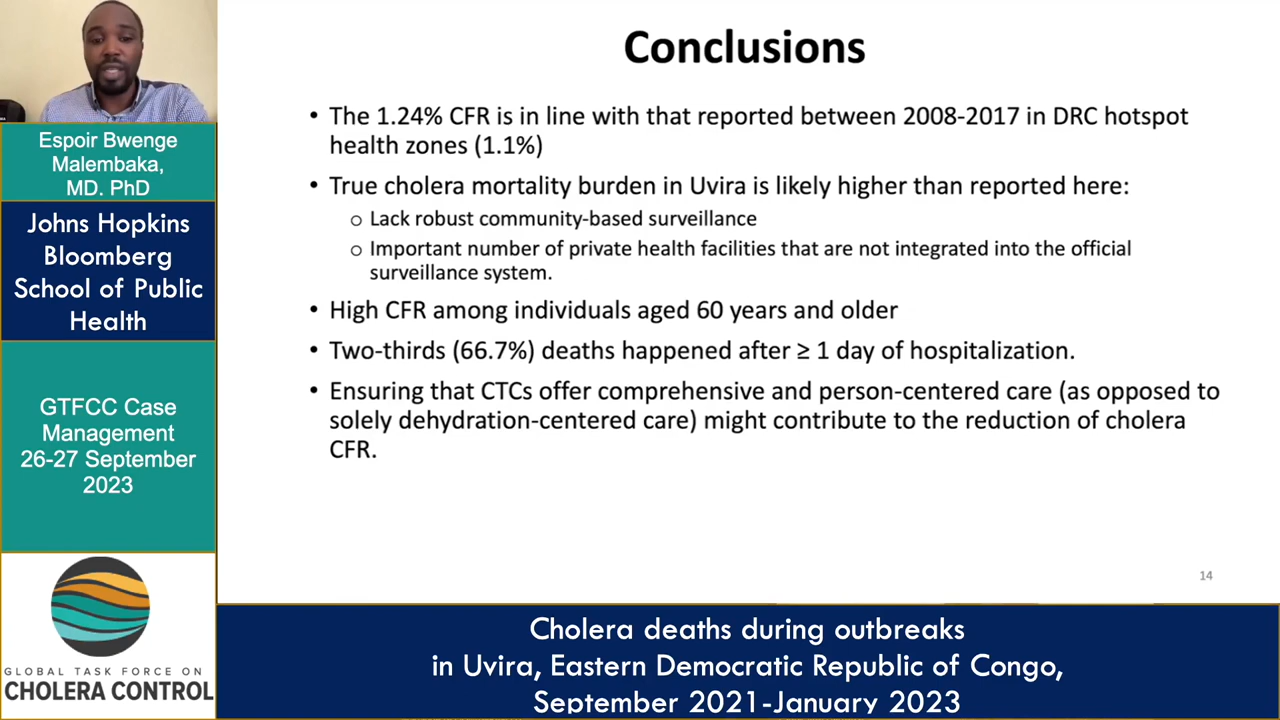 Conclusions
• The 1.24% CFR is in line with that reported between 2008-2017 in DRC hotspot
health zones (1.1%)
• True cholera mortality burden in Uvira is likely higher than reported here:
o Lack robust community-based surveillance
o Important number of private health facilities that are not integrated into the official
surveillance system.
• High CFR among individuals aged 60 years and older
• Two-thirds (66.7%) deaths happened after ≥ 1 day of hospitalization.
• Ensuring that CTCs offer comprehensive and person-centered care (as opposed to
solely dehydration-centered care) might contribute to the reduction of cholera
CFR.
14
Espoir Bwenge
Malembaka,
MD. PhD
Johns Hopkins
Bloomberg
School of Public
Health
GTFCC Case
Management
26-27 September
2023
GLOBAL TASK FORCE ON
CHOLERA CONTROL
Cholera deaths during outbreaks
in Uvira, Eastern Democratic Republic of Congo,
September 2021-January 2023